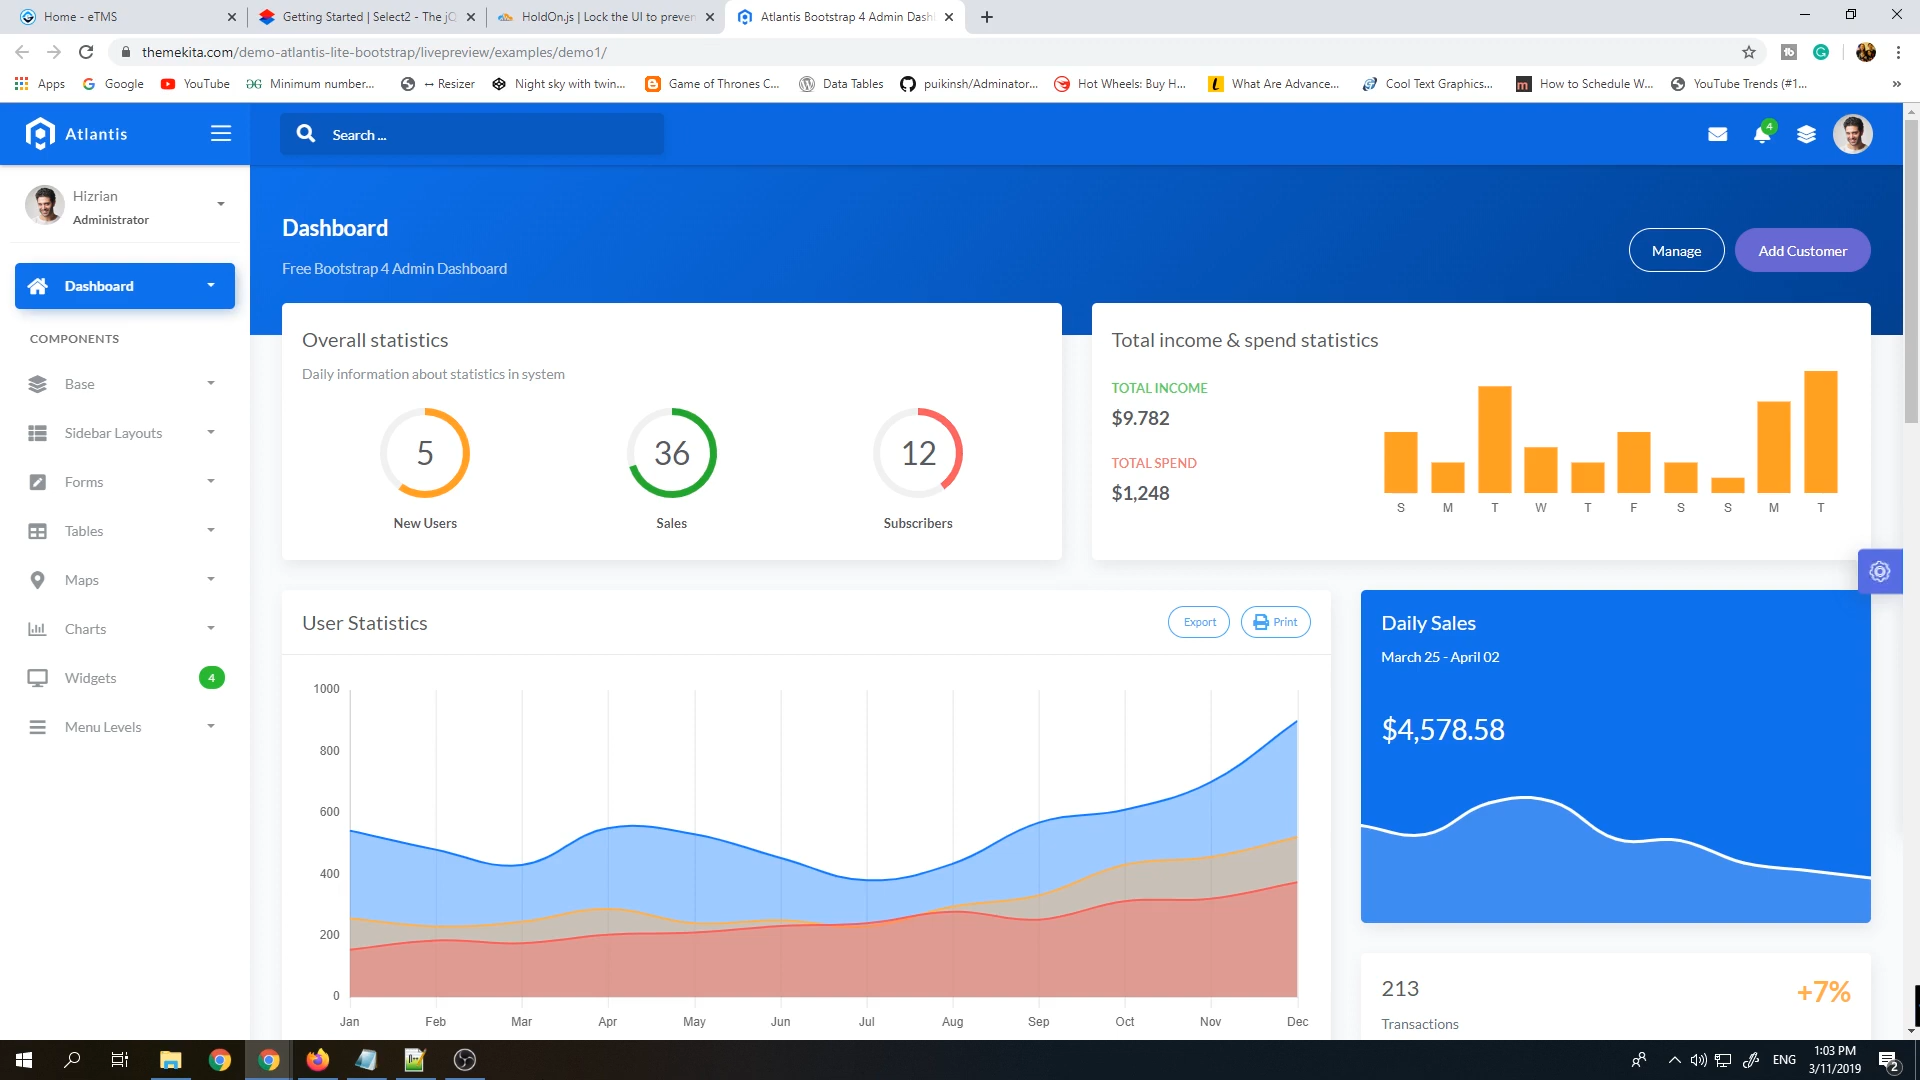 Home - eTMS
Getting Started | Select2 - The jQ
HoldOn.js | Lock the UI to preven
Atlantis Bootstrap 4 Admin Dash
themekita.com/demo-atlantis-lite-bootstrap/livepreview/examples/demo1/
Apps
Google
YouTube
Minimum number...
↔ Resizer
Night sky with twin...
Game of Thrones C...
Data Tables
puikinsh/Adminator...
Hot Wheels: Buy H...
What Are Advance...
Cool Text Graphics...
How to Schedule W...
YouTube Trends (#1...
»
Atlantis
Search ...
4
Hizrian
Administrator
Dashboard
COMPONENTS
Base
Sidebar Layouts
Forms
Tables
Maps
Charts
Widgets
4
Menu Levels
Dashboard
Free Bootstrap 4 Admin Dashboard
Manage
Add Customer
Overall statistics
Daily information about statistics in system
5
36
12
New Users
Sales
Subscribers
Total income & spend statistics
TOTAL INCOME
$9.782
TOTAL SPEND
$1,248
S M T W T F S S M T
User Statistics
Export
Print
1000
800
600
400
200
0
Jan Feb Mar Apr May Jun Jul Aug Sep Oct Nov Dec
Daily Sales
March 25 - April 02
$4,578.58
213
+7%
Transactions
ENG
1:03 PM
3/11/2019
2